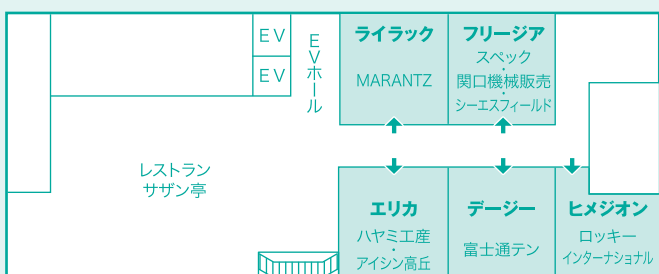 EV
EV
EVホール
ライラック
MARANTZ
フリージア
スペック
・
関口機械販売
・
シーエスフィールド
レストラン
サザン亭
エリカ
ハヤミ工産
・
アイシン高丘
デージー
富士通テン
ヒメジオン
ロッキー
インターナショナル